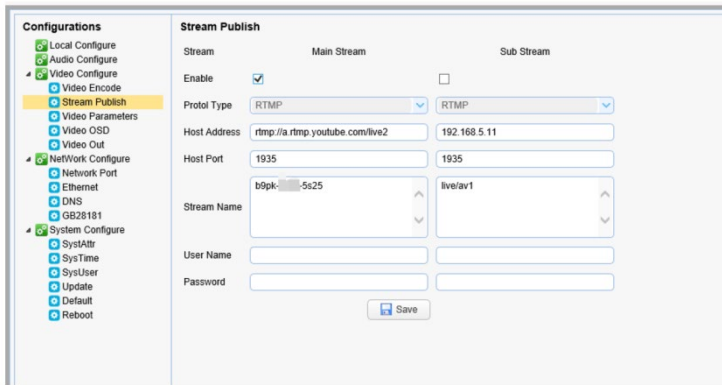 Configurations
Local Configure
Audio Configure
Video Configure
Video Encode
Stream Publish
Video Parameters
Video OSD
Video Out
NetWork Configure
Network Port
Ethernet
DNS
GB28181
System Configure
SystAttr
SysTime
SysUser
Update
Default
Reboot
Stream Publish
Stream Main Stream Sub Stream
Enable
Protol Type RTMP RTMP
Host Address rtmp://a.rtmp.youtube.com/live2 192.168.5.11
Host Port 1935 1935
Stream Name b9pk- -5s25 live/av1
User Name
Password
Save